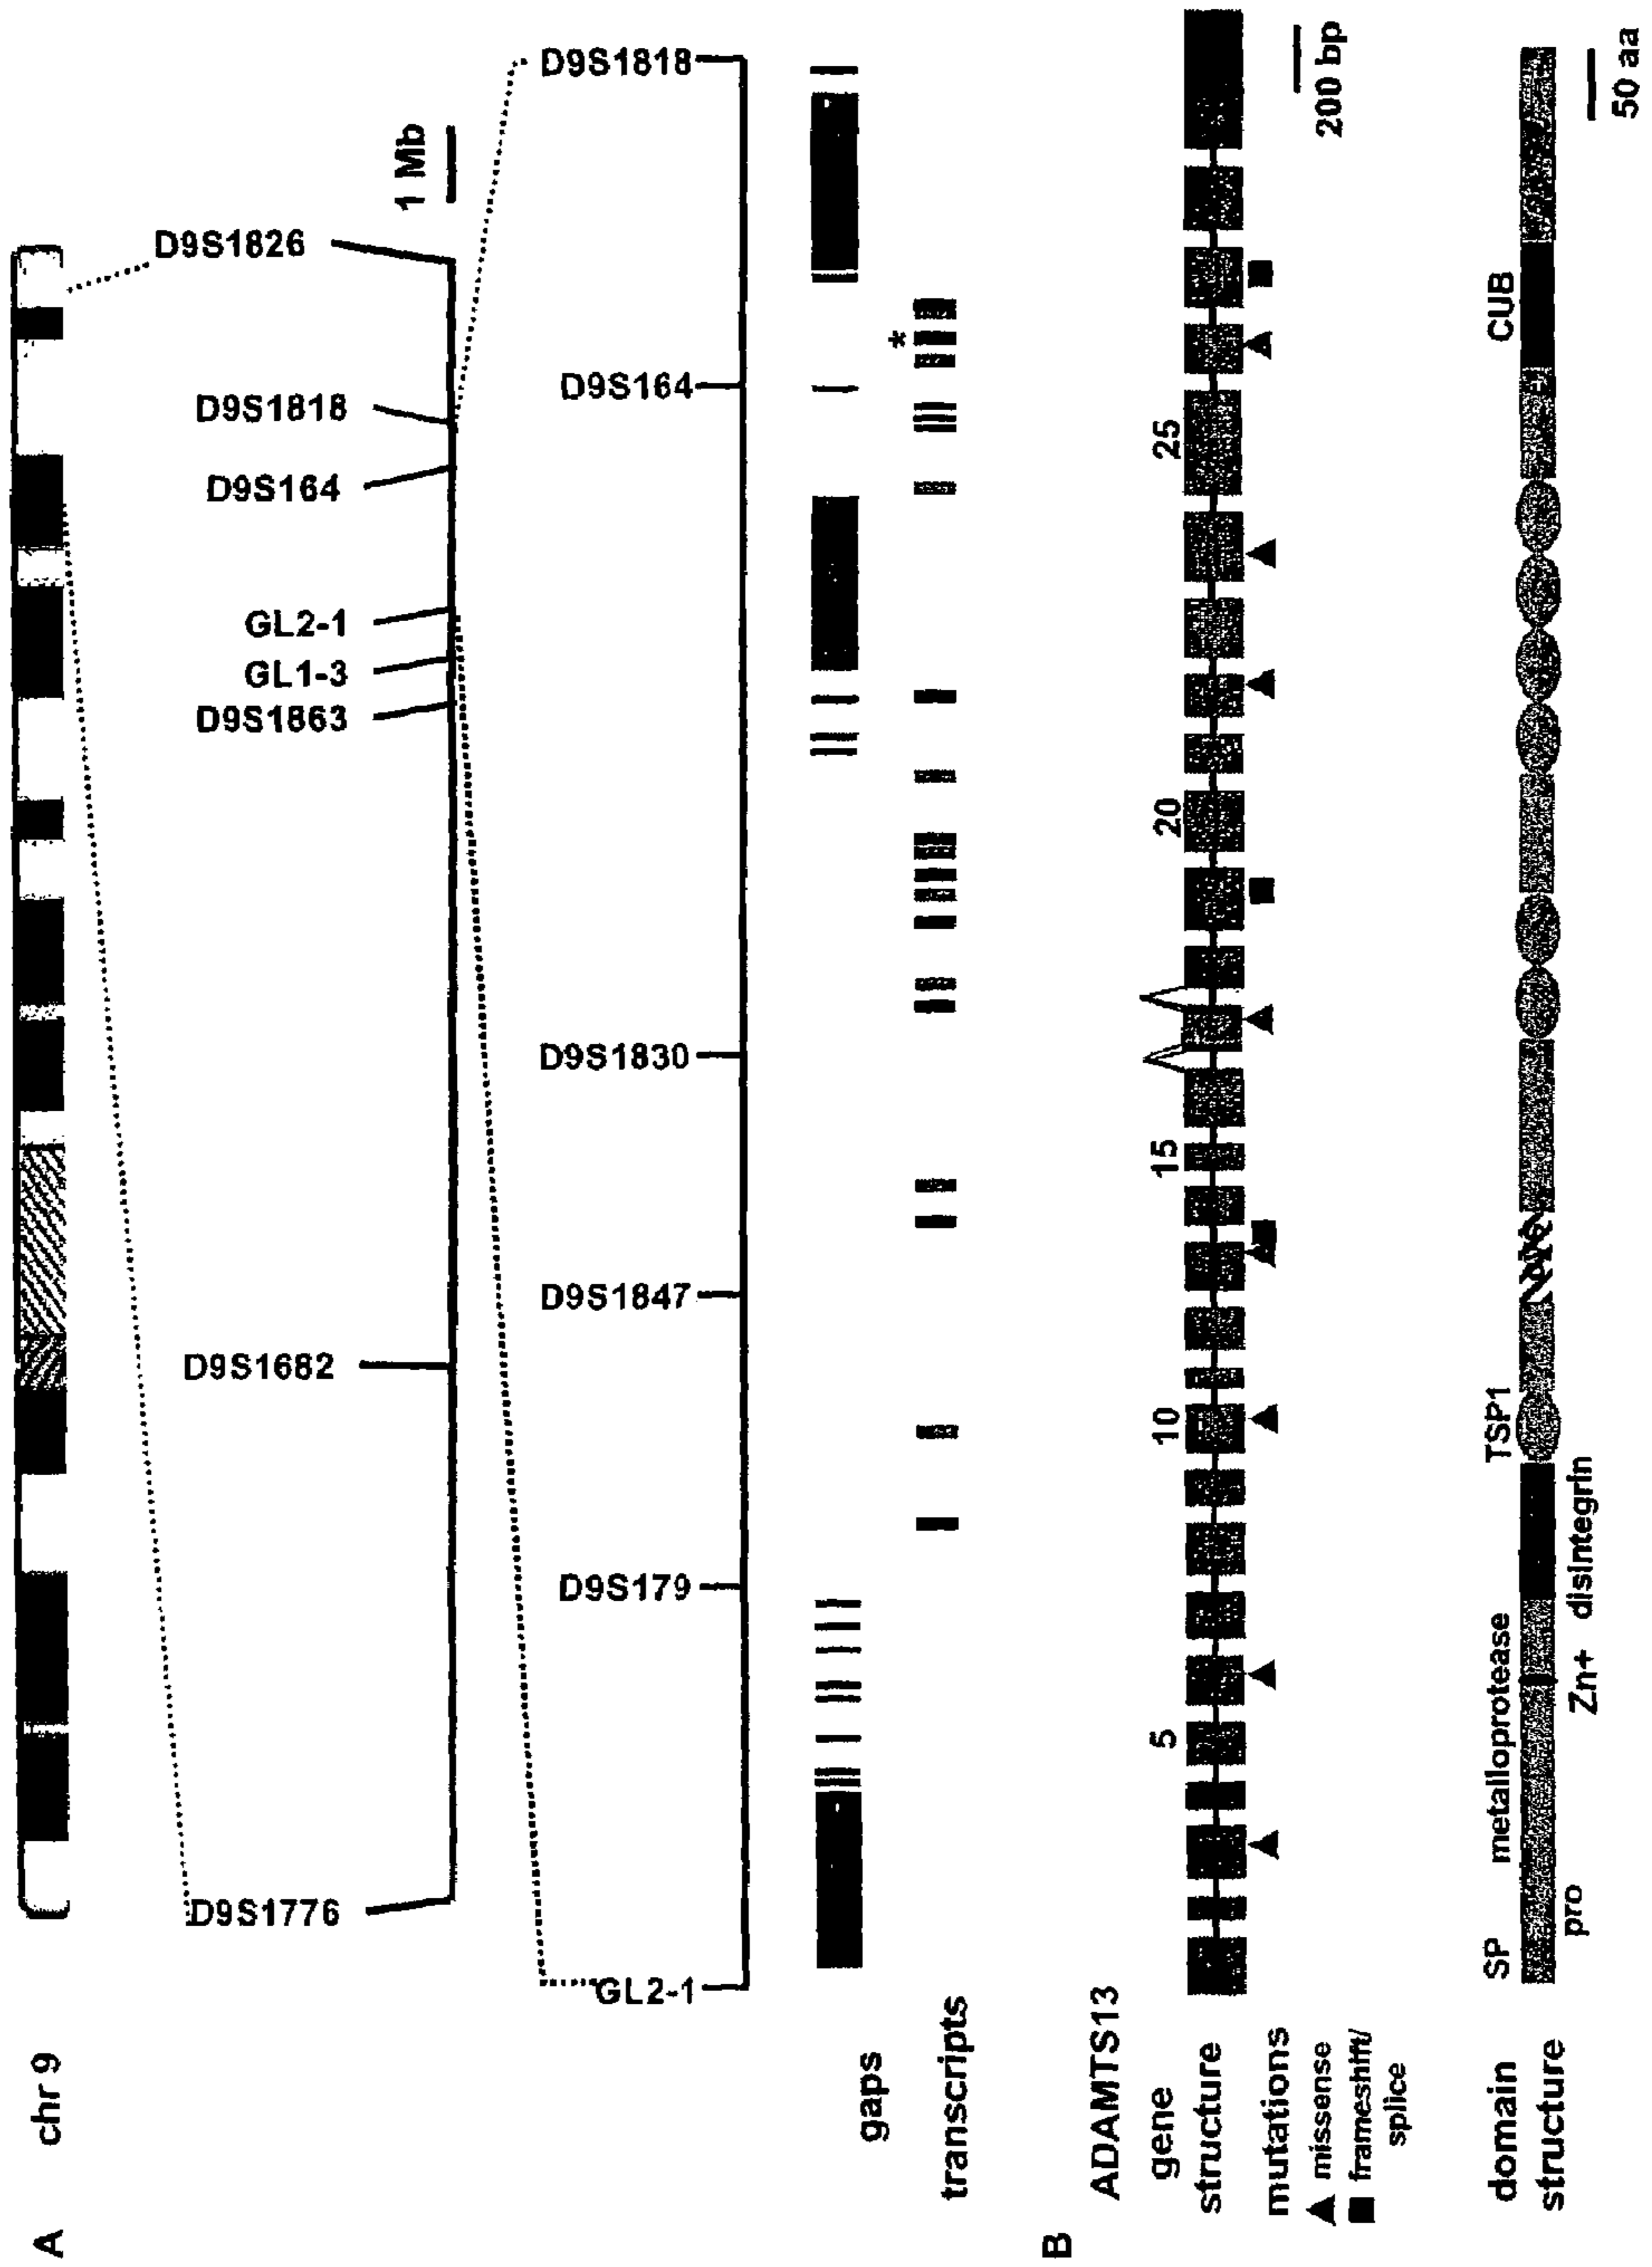 A chr 9
D9S1776
D9S1682
D9S1863
GL1-3
GL2-1
D9S164
D9S1818
D9S1826
1 Mb
GL2-1
D9S179
D9S1847
D9S1830
D9S164
D9S1818
gaps
transcripts
*
B
ADAMTS13
gene
structure
5
10
15
20
25
200 bp
mutations
missense
frameshift/
splice
domain
structure
SP
metalloprotease
TSP1
CUB
pro
Zn+
disintegrin
50 aa